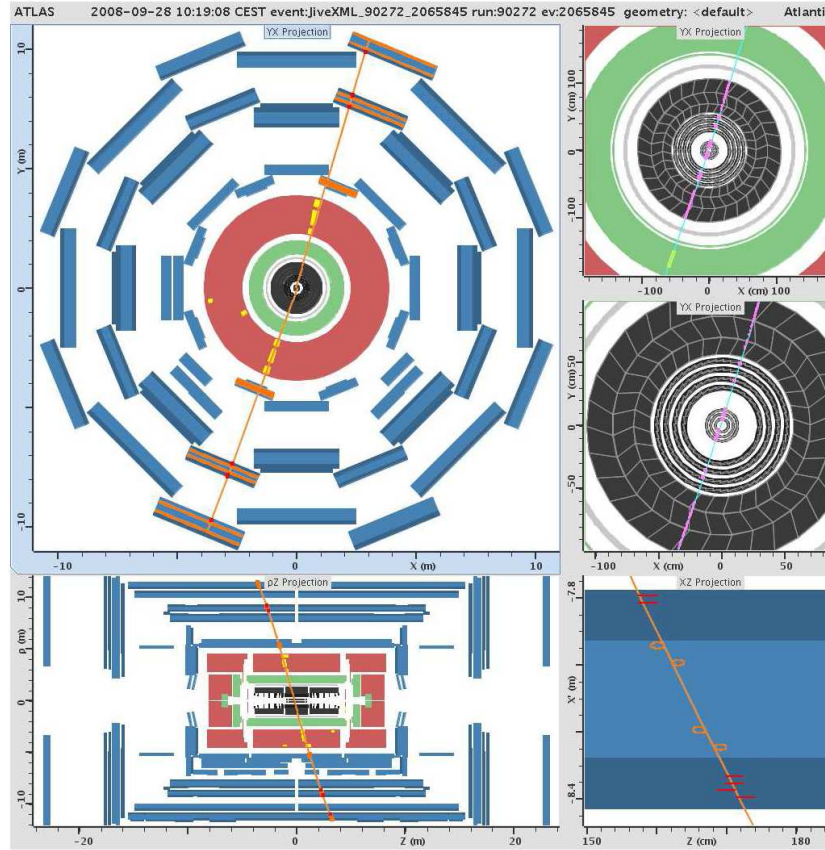 ATLAS 2008-09-28 10:19:08 CEST event:JiveXML_90272_2065845 run:90272 ev:2065845 geometry: <default> Atlanti
YX Projection
10
0
-10
Y (m)
-10 0 X (m) 10
YX Projection
100
0
-100
Y (cm)
-100 0 X (cm) 100
YX Projection
50
0
-50
Y (cm)
-100 -50 0 X (cm) 50
ρZ Projection
10
0
-10
ρ (m)
-20 0 Z (m) 20
XZ Projection
-7.8
-8.4
X' (m)
150 Z (cm) 180